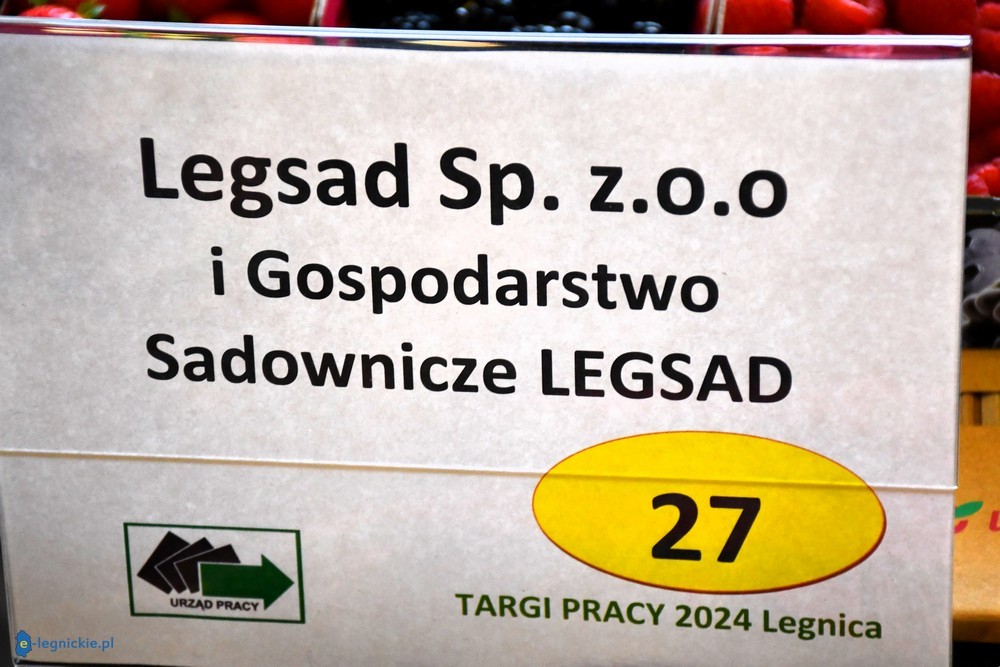 Legsad Sp. z.o.o
i Gospodarstwo
Sadownicze LEGSAD
27
URZĄD PRACY
TARGI PRACY 2024 Legnica
e-legnickie.pl